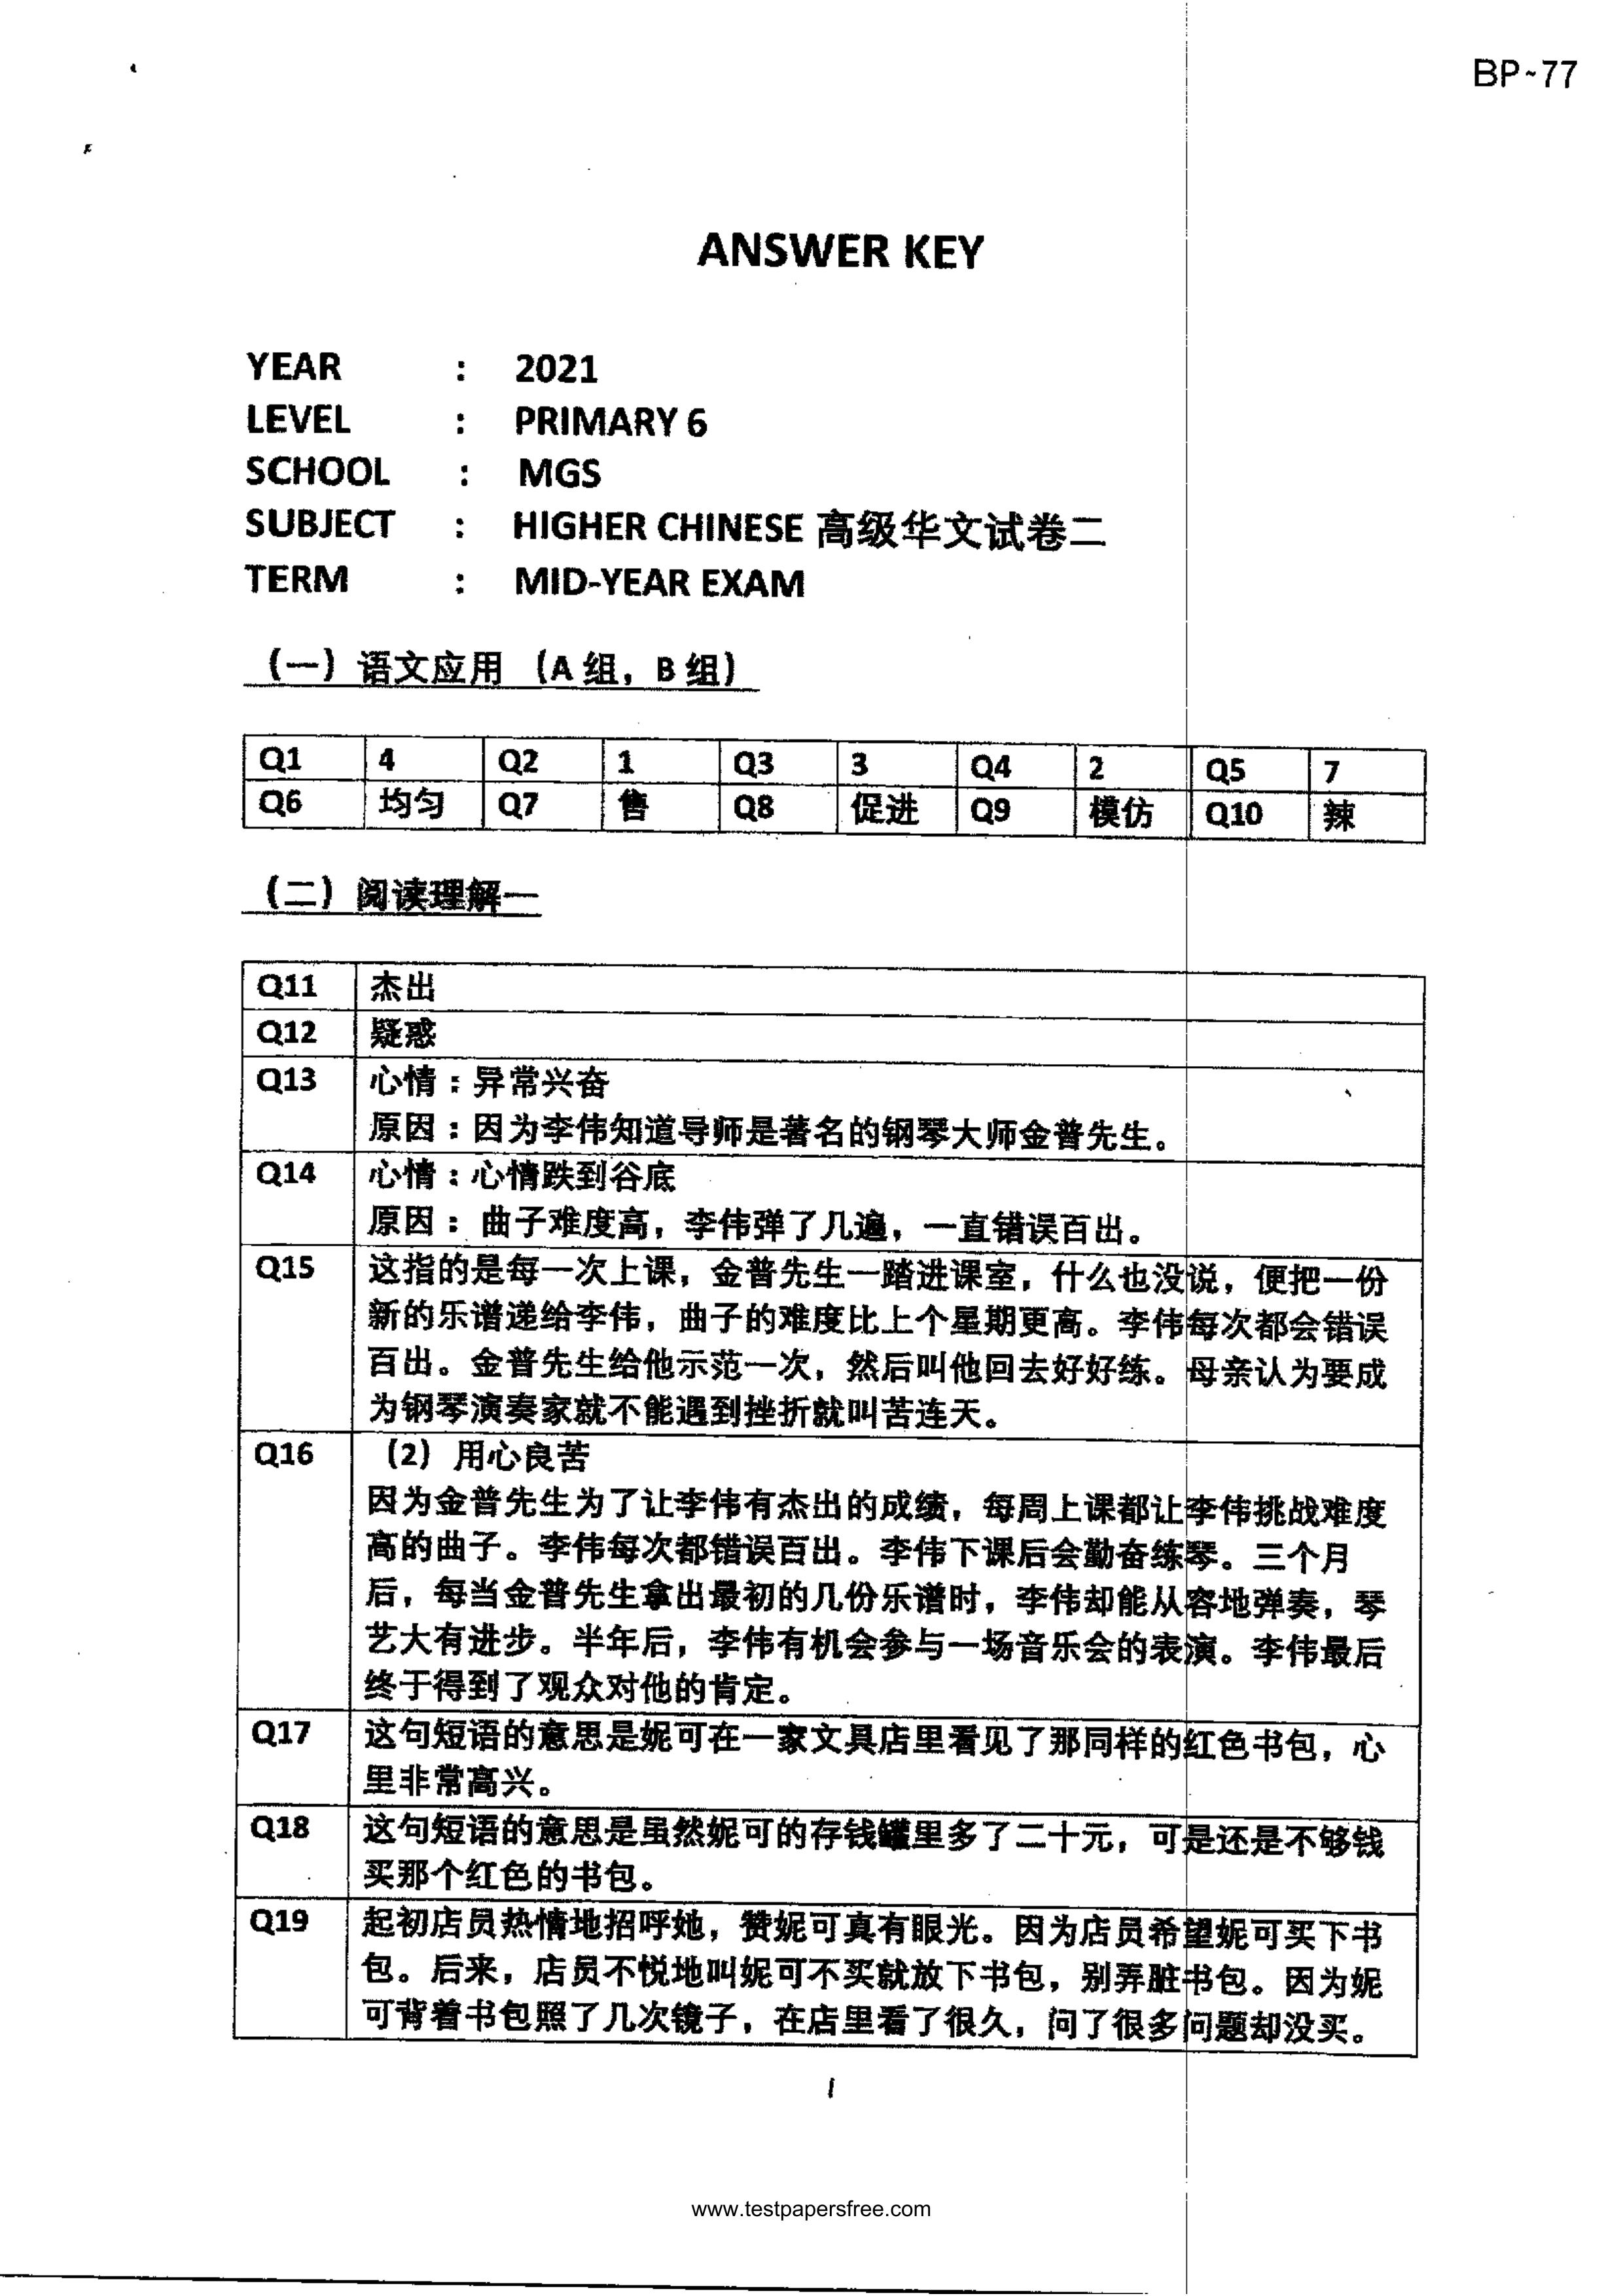 BP~77
ANSWER KEY
YEAR : 2021
LEVEL : PRIMARY 6
SCHOOL : MGS
SUBJECT : HIGHER CHINESE 高级华文试卷二
TERM : MID-YEAR EXAM
（一）语文应用（A 组，B 组）
Q1 4 Q2 1 Q3 3 Q4 2 Q5 7
Q6 均匀 Q7 售 Q8 促进 Q9 模仿 Q10 辣
（二）阅读理解一
Q11 杰出
Q12 疑惑
Q13 心情：异常兴奋
原因：因为李伟知道导师是著名的钢琴大师金普先生。
Q14 心情：心情跌到谷底
原因：曲子难度高，李伟弹了几遍，一直错误百出。
Q15 这指的是每一次上课，金普先生一踏进课室，什么也没说，便把一份
新的乐谱递给李伟，曲子的难度比上个星期更高。李伟每次都会错误
百出。金普先生给他示范一次，然后叫他回去好好练。母亲认为要成
为钢琴演奏家就不能遇到挫折就叫苦连天。
Q16 （2）用心良苦
因为金普先生为了让李伟有杰出的成绩，每周上课都让李伟挑战难度
高的曲子。李伟每次都错误百出。李伟下课后会勤奋练琴。三个月
后，每当金普先生拿出最初的几份乐谱时，李伟却能从容地弹奏，琴
艺大有进步。半年后，李伟有机会参与一场音乐会的表演。李伟最后
终于得到了观众对他的肯定。
Q17 这句短语的意思是妮可在一家文具店里看见了那同样的红色书包，心
里非常高兴。
Q18 这句短语的意思是虽然妮可的存钱罐里多了二十元，可是还是不够钱
买那个红色的书包。
Q19 起初店员热情地招呼她，赞妮可真有眼光。因为店员希望妮可买下书
包。后来，店员不悦地叫妮可不买就放下书包，别弄脏书包。因为妮
可背着书包照了几次镜子，在店里看了很久，问了很多问题却没买。
1
www.testpapersfree.com